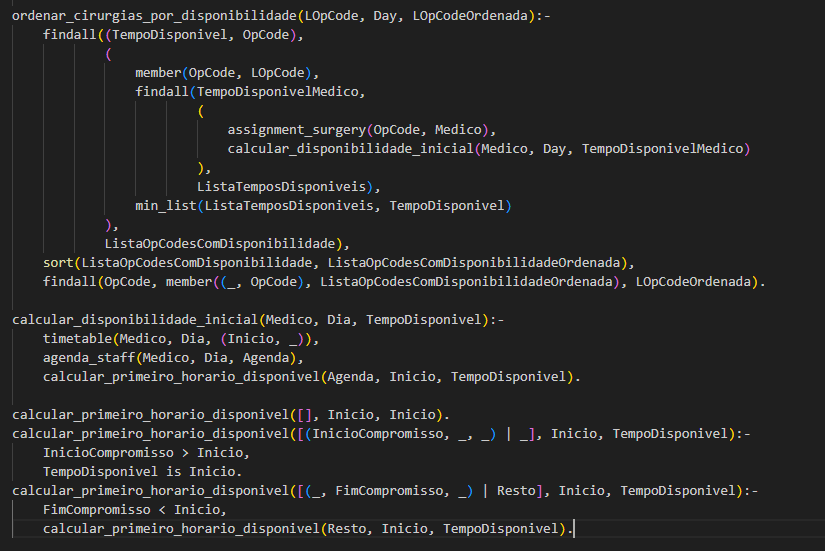 ordenar_cirurgias_por_disponibilidade(LOpCode, Day, LOpCodeOrdenada):-
findall((TempoDisponivel, OpCode),
(
member(OpCode, LOpCode),
findall(TempoDisponivelMedico,
(
assignment_surgery(OpCode, Medico),
calcular_disponibilidade_inicial(Medico, Day, TempoDisponivelMedico)
),
ListaTemposDisponiveis),
min_list(ListaTemposDisponiveis, TempoDisponivel)
),
ListaOpCodesComDisponibilidade),
sort(ListaOpCodesComDisponibilidade, ListaOpCodesComDisponibilidadeOrdenada),
findall(OpCode, member((_, OpCode), ListaOpCodesComDisponibilidadeOrdenada), LOpCodeOrdenada).
calcular_disponibilidade_inicial(Medico, Dia, TempoDisponivel):-
timetable(Medico, Dia, (Inicio, _)),
agenda_staff(Medico, Dia, Agenda),
calcular_primeiro_horario_disponivel(Agenda, Inicio, TempoDisponivel).
calcular_primeiro_horario_disponivel([], Inicio, Inicio).
calcular_primeiro_horario_disponivel([(InicioCompromisso, _, _) | _], Inicio, TempoDisponivel):-
InicioCompromisso > Inicio,
TempoDisponivel is Inicio.
calcular_primeiro_horario_disponivel([(_, FimCompromisso, _) | Resto], Inicio, TempoDisponivel):-
FimCompromisso < Inicio,
calcular_primeiro_horario_disponivel(Resto, Inicio, TempoDisponivel).